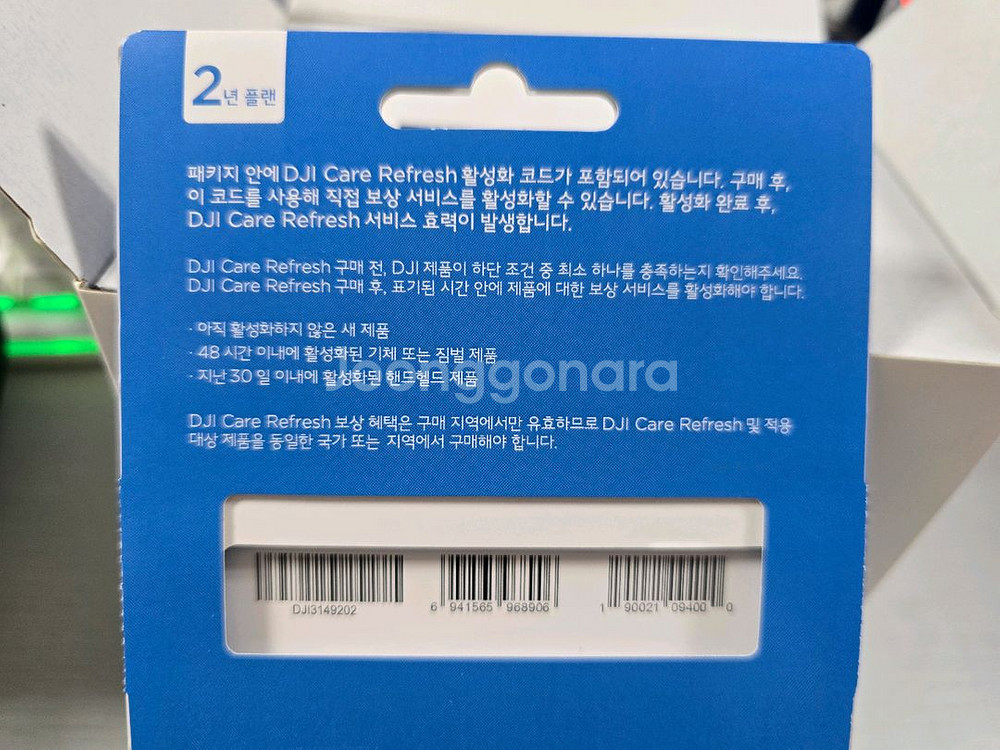 2년 플랜
패키지 안에 DJI Care Refresh 활성화 코드가 포함되어 있습니다. 구매 후,
이 코드를 사용해 직접 보상 서비스를 활성화할 수 있습니다. 활성화 완료 후,
DJI Care Refresh 서비스 효력이 발생합니다.
DJI Care Refresh 구매 전, DJI 제품이 하단 조건 중 최소 하나를 충족하는지 확인해주세요.
DJI Care Refresh 구매 후, 표기된 시간 안에 제품에 대한 보상 서비스를 활성화해야 합니다.
· 아직 활성화하지 않은 새 제품
· 48 시간 이내에 활성화된 기체 또는 짐벌 제품
· 지난 30 일 이내에 활성화된 핸드헬드 제품
Joonggonara
DJI Care Refresh 보상 혜택은 구매 지역에서만 유효하므로 DJI Care Refresh 및 적용
대상 제품을 동일한 국가 또는 지역에서 구매해야 합니다.
DJI3149202
6 941565 968906
1 90021 09400 0